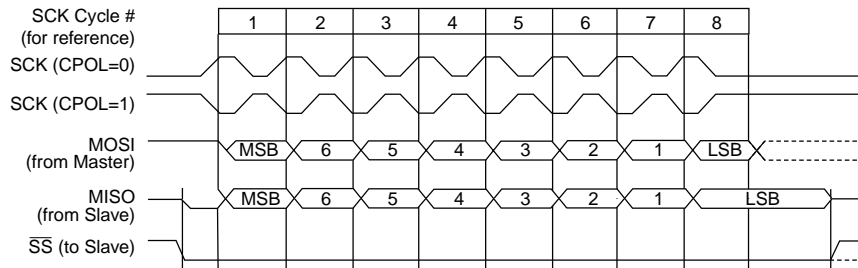 SCK Cycle #
(for reference)
1 2 3 4 5 6 7 8
SCK (CPOL=0)
SCK (CPOL=1)
MOSI
(from Master)
MSB 6 5 4 3 2 1 LSB
MISO
(from Slave)
MSB 6 5 4 3 2 1 LSB
S̅S̅ (to Slave)